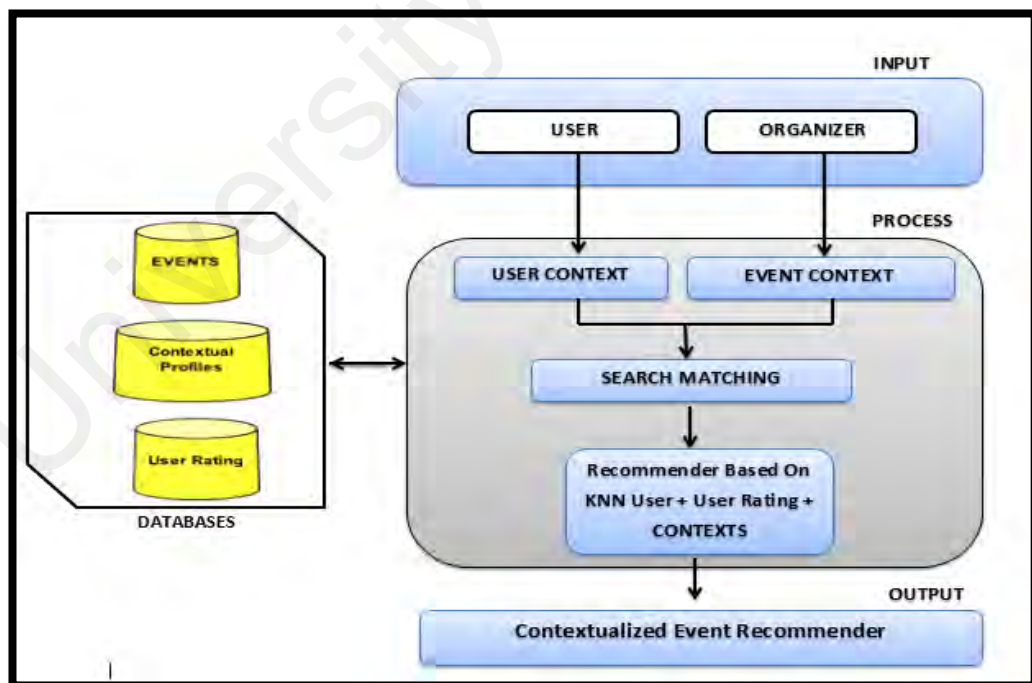 INPUT
USER
ORGANIZER
PROCESS
USER CONTEXT
EVENT CONTEXT
SEARCH MATCHING
Recommender Based On
KNN User + User Rating +
CONTEXTS
EVENTS
Contextual
Profiles
User Rating
DATABASES
OUTPUT
Contextualized Event Recommender
University